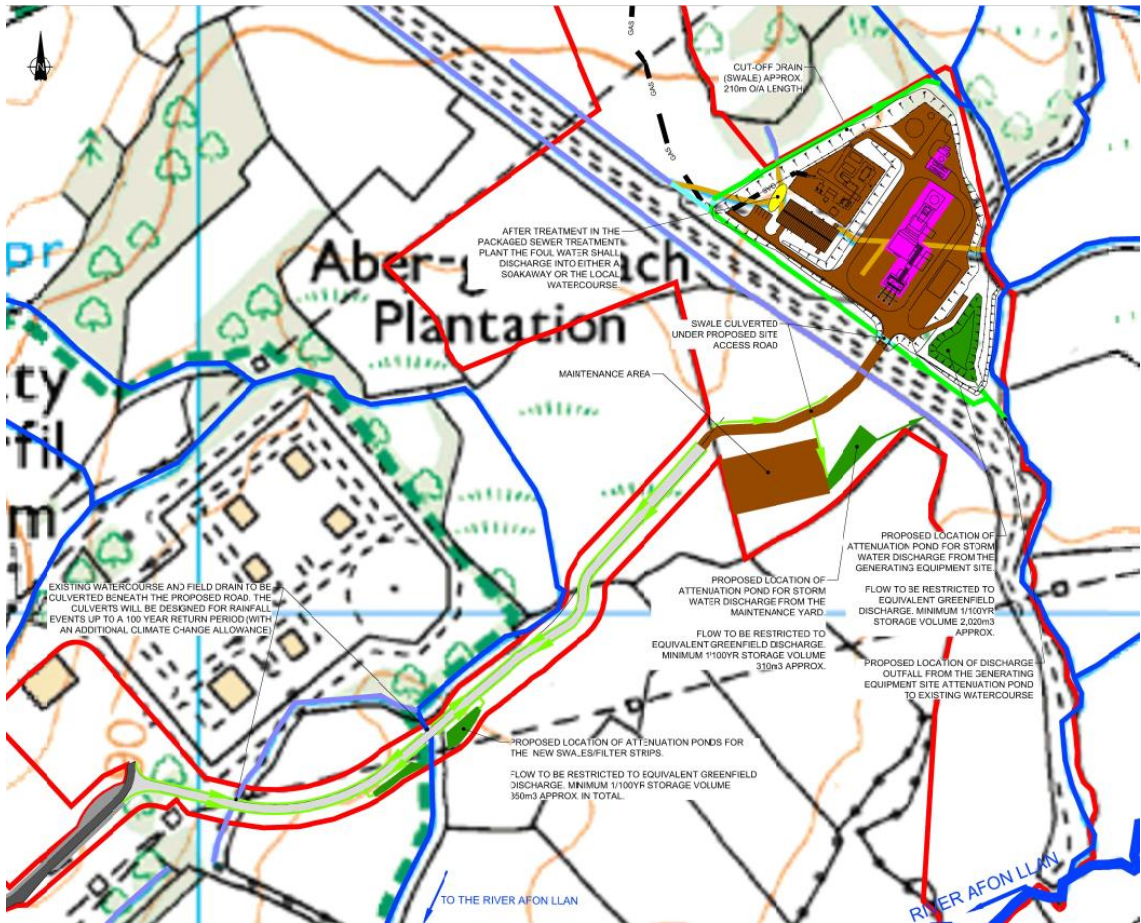 GAS
GAS
GAS
GAS
CUT-OFF DRAIN
(SWALE) APPROX.
210m O/A LENGTH
AFTER TREATMENT IN THE
PACKAGED SEWER TREATMENT
PLANT THE FOUL WATER SHALL
DISCHARGE INTO EITHER A
SOAKAWAY OR THE LOCAL
WATERCOURSE.
Plantation
SWALE CULVERTED
UNDER PROPOSED SITE
ACCESS ROAD
MAINTENANCE AREA
ty
fil
m
PROPOSED LOCATION OF
ATTENUATION POND FOR STORM
WATER DISCHARGE FROM THE
GENERATING EQUIPMENT SITE.
FLOW TO BE RESTRICTED TO
EQUIVALENT GREENFIELD
DISCHARGE. MINIMUM 1/100YR
STORAGE VOLUME 2,020m3
APPROX.
PROPOSED LOCATION OF
ATTENUATION POND FOR STORM
WATER DISCHARGE FROM THE
MAINTENANCE YARD.
FLOW TO BE RESTRICTED TO
EQUIVALENT GREENFIELD DISCHARGE.
MINIMUM 1/100YR STORAGE VOLUME
310m3 APPROX.
PROPOSED LOCATION OF DISCHARGE
OUTFALL FROM THE GENERATING
EQUIPMENT SITE ATTENUATION POND
TO EXISTING WATERCOURSE
EXISTING WATERCOURSE AND FIELD DRAIN TO BE
CULVERTED BENEATH THE PROPOSED ROAD. THE
CULVERTS WILL BE DESIGNED FOR RAINFALL
EVENTS UP TO A 100 YEAR RETURN PERIOD (WITH
AN ADDITIONAL CLIMATE CHANGE ALLOWANCE)
PROPOSED LOCATION OF ATTENUATION PONDS FOR
THE NEW SWALES/FILTER STRIPS.
FLOW TO BE RESTRICTED TO EQUIVALENT GREENFIELD
DISCHARGE. MINIMUM 1/100YR STORAGE VOLUME
350m3 APPROX. IN TOTAL.
TO THE RIVER AFON LLAN
RIVER AFON LLAN